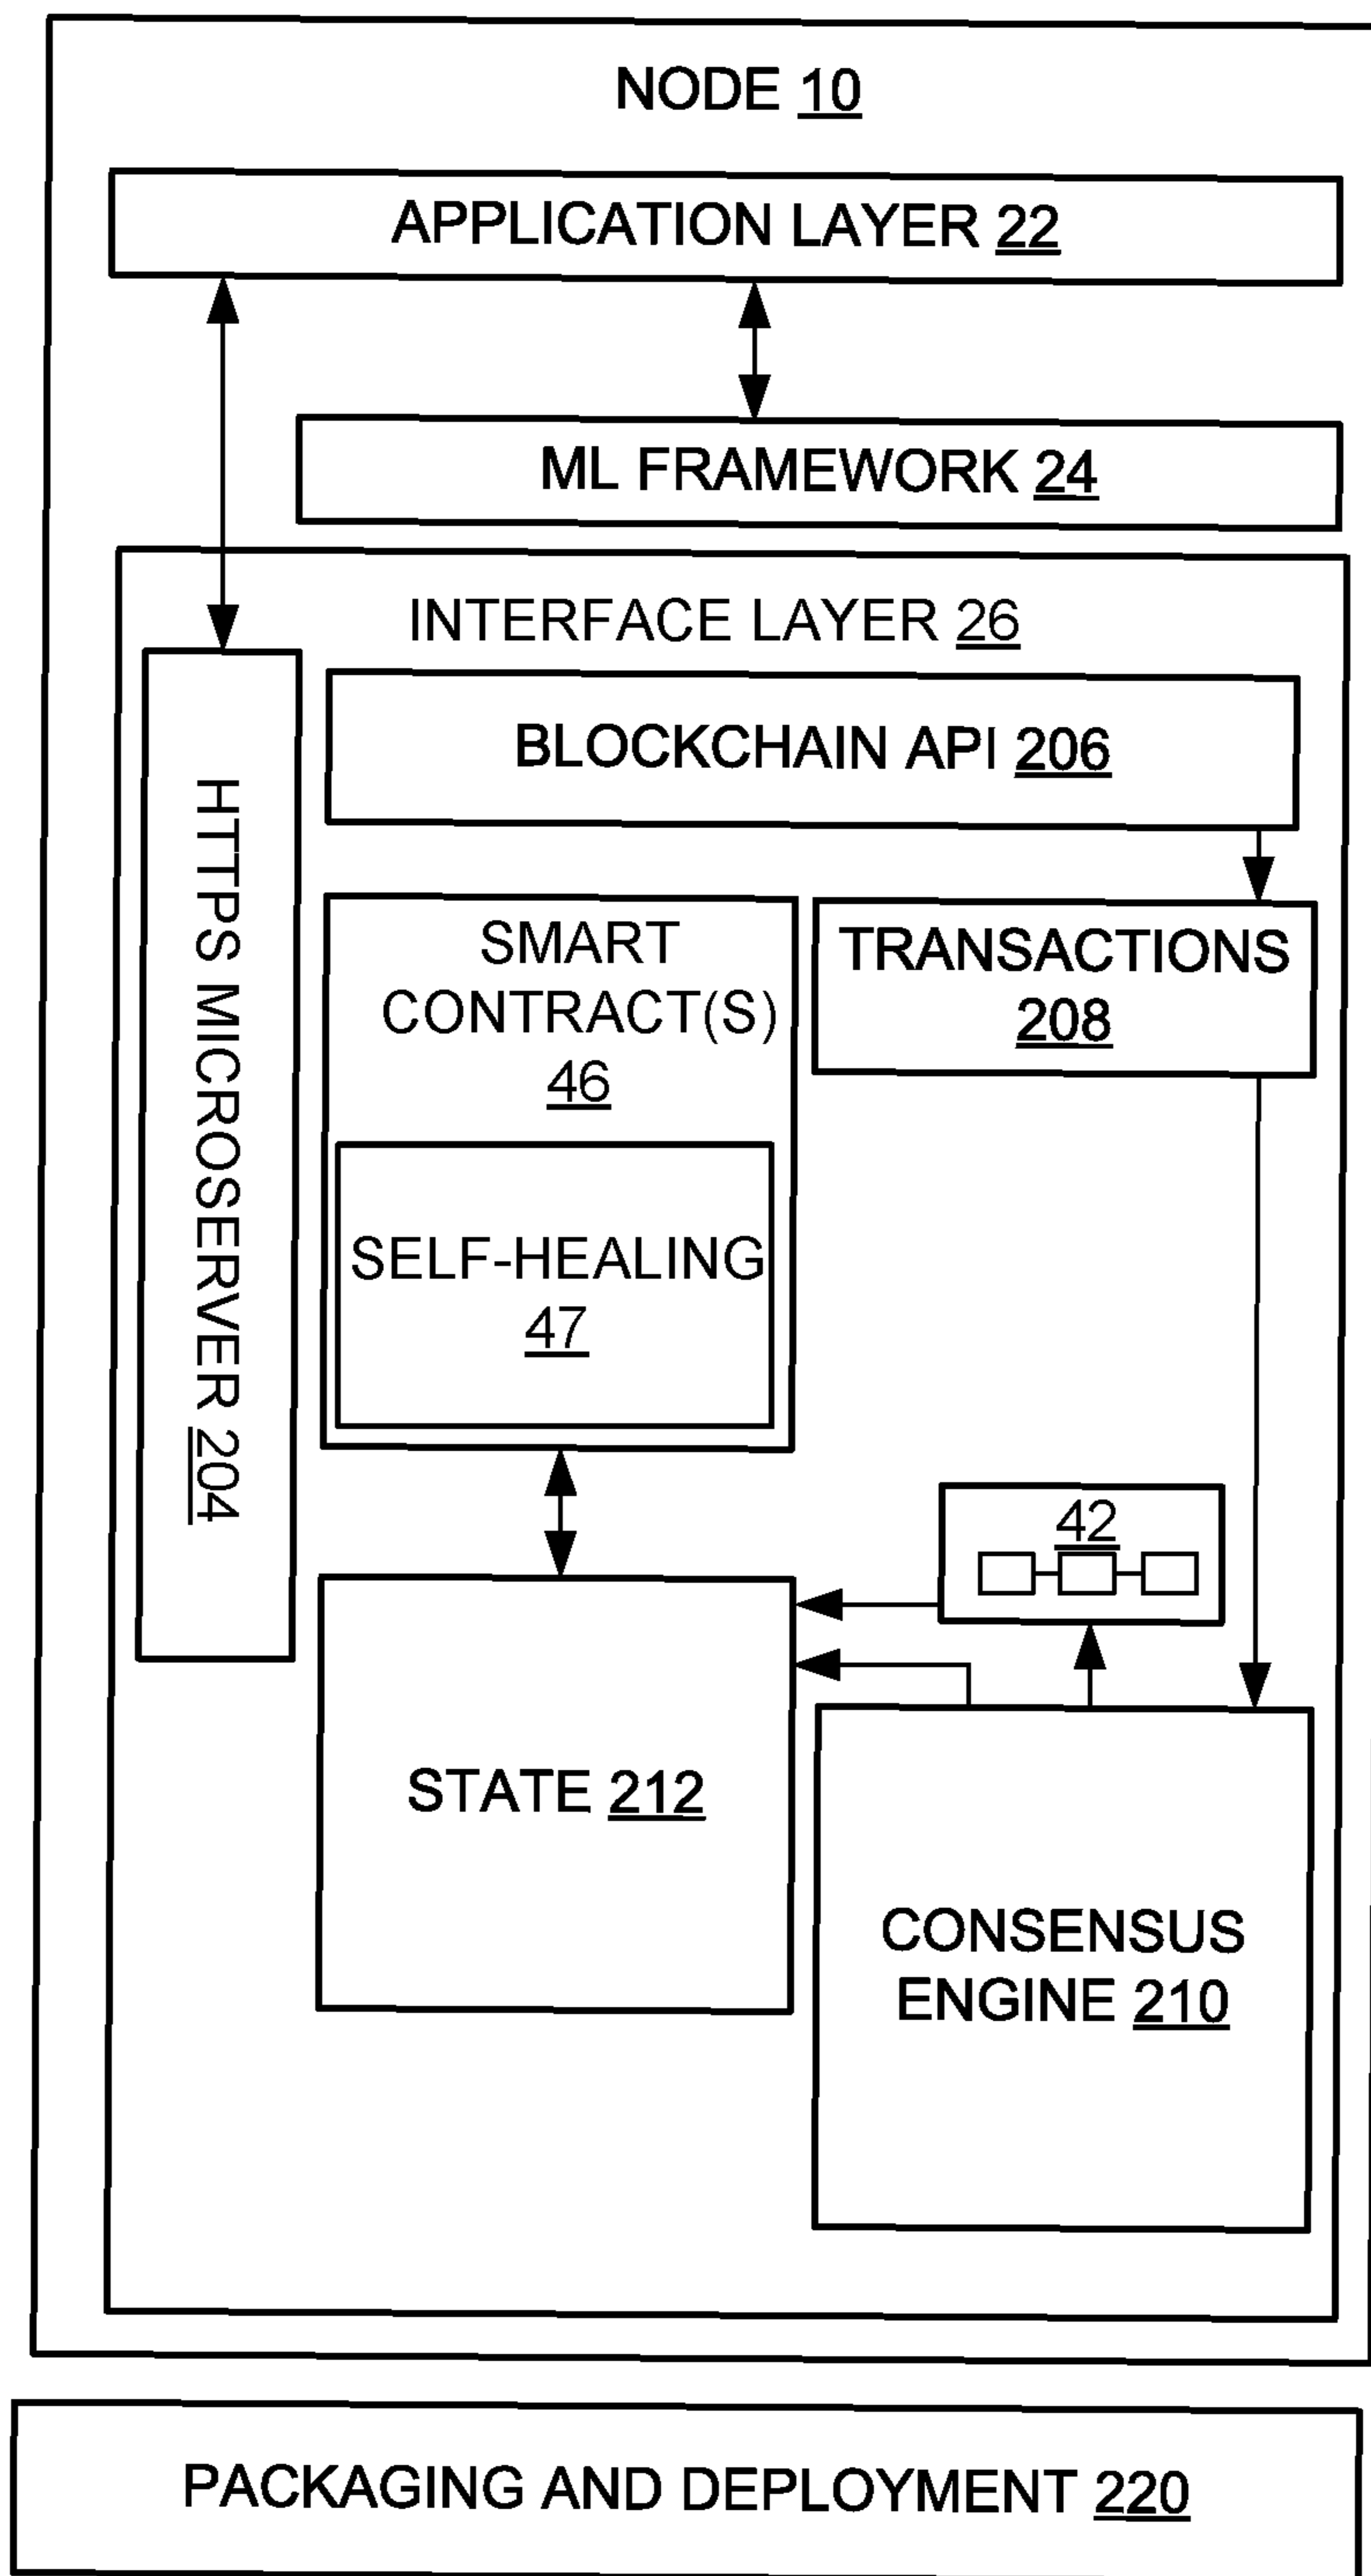 NODE 10
APPLICATION LAYER 22
ML FRAMEWORK 24
INTERFACE LAYER 26
HTTPS MICROSERVER 204
BLOCKCHAIN API 206
SMART
CONTRACT(S)
46
TRANSACTIONS
208
SELF-HEALING
47
42
STATE 212
CONSENSUS
ENGINE 210
PACKAGING AND DEPLOYMENT 220